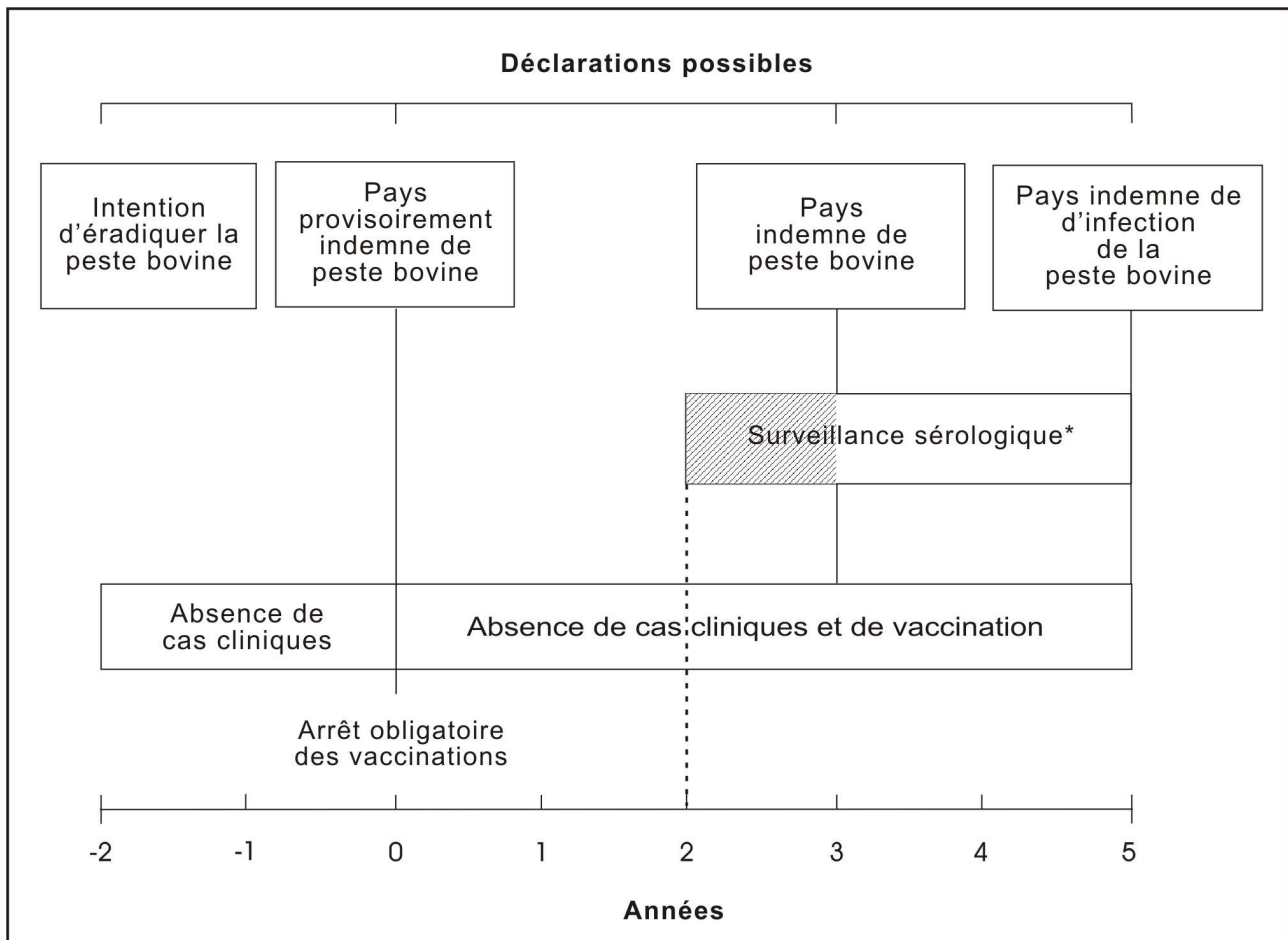 Déclarations possibles
Intention
d'éradiquer la
peste bovine
Pays
provisoirement
indemne de
peste bovine
Pays
indemne de
peste bovine
Pays indemne de
d'infection
de la
peste bovine
Surveillance sérologique*
Absence de
cas cliniques
Absence de cas cliniques et de vaccination
Arrêt obligatoire
des vaccinations
-2 -1 0 1 2 3 4 5
Années